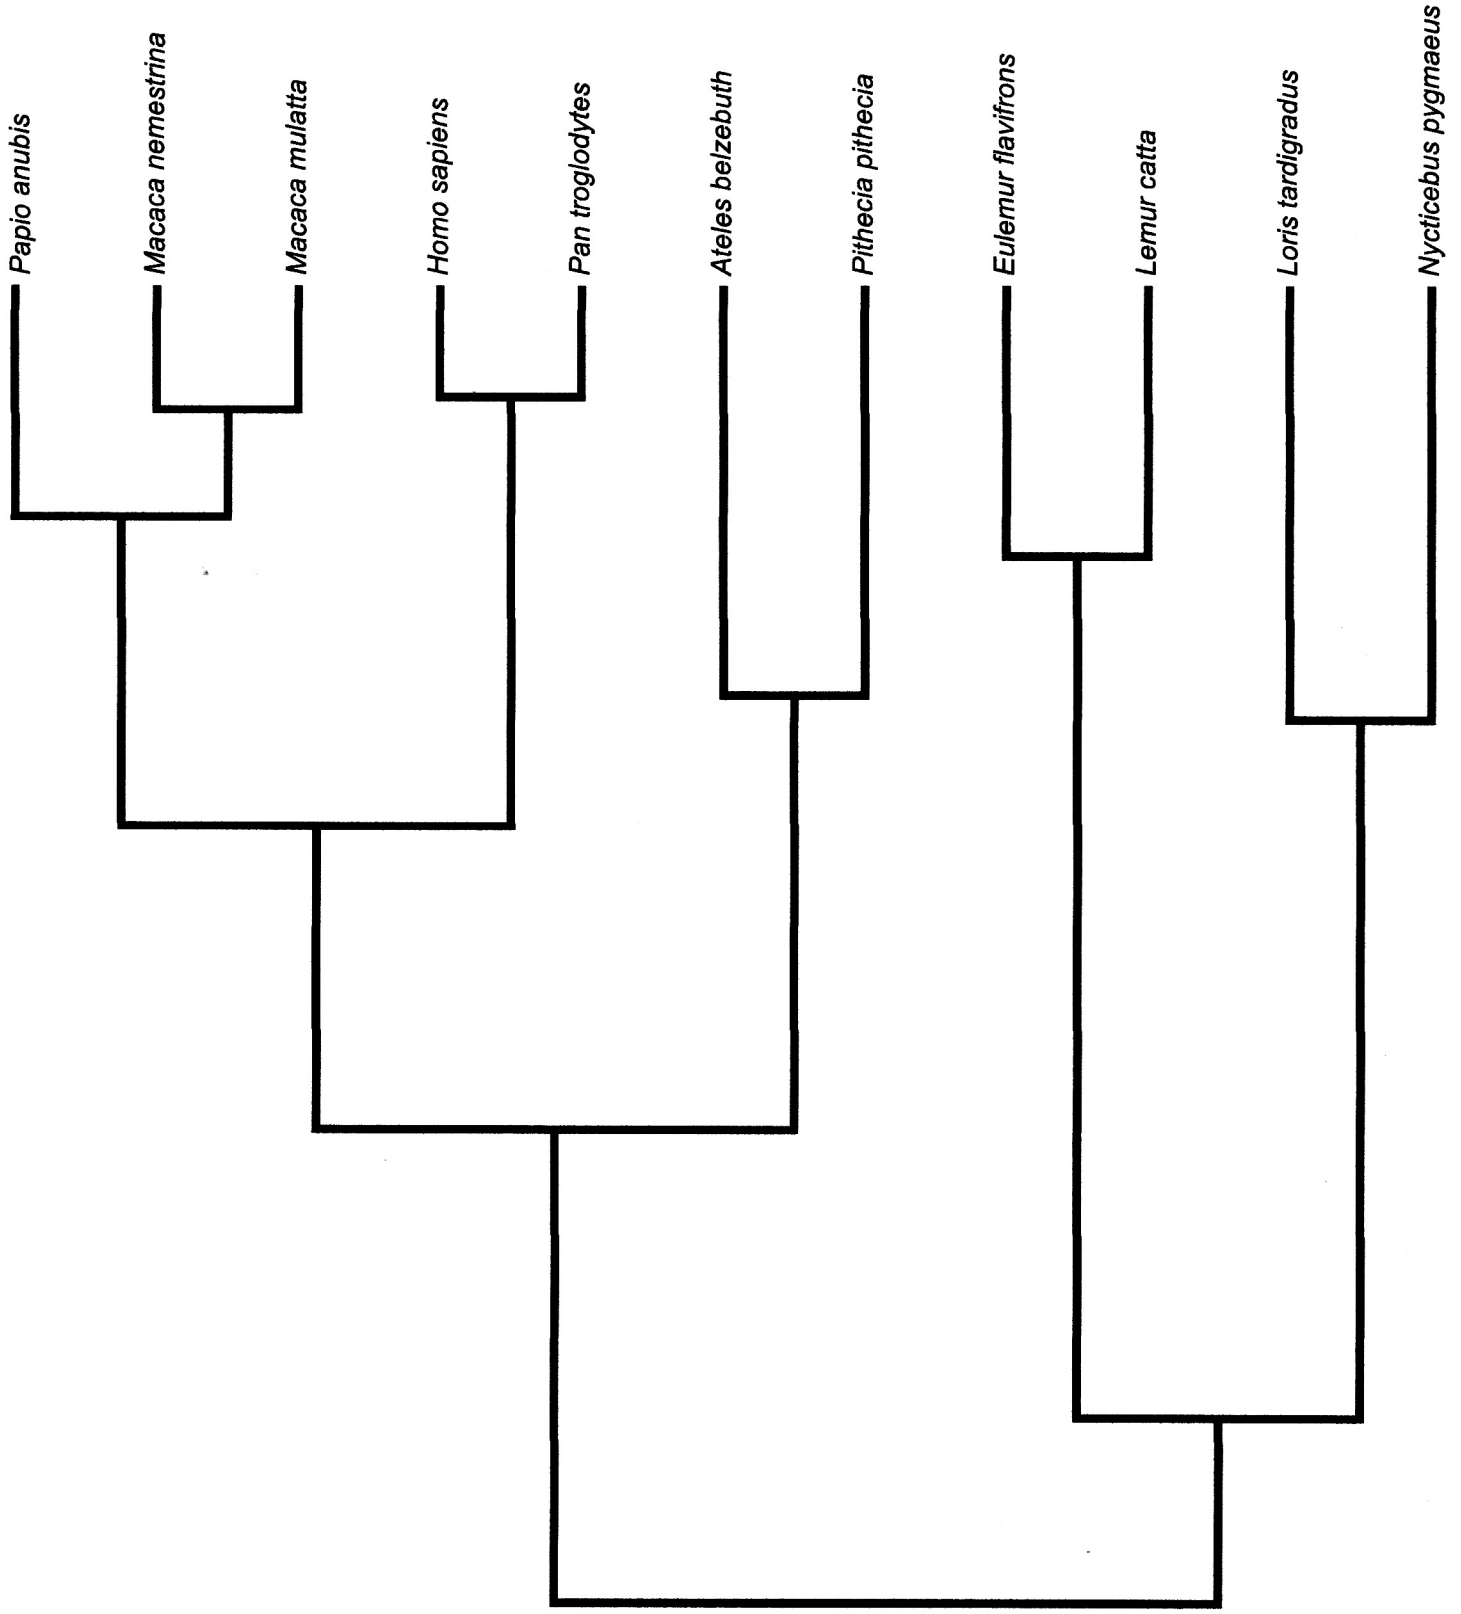 Papio anubis
Macaca nemestrina
Macaca mulatta
Homo sapiens
Pan troglodytes
Ateles belzebuth
Pithecia pithecia
Eulemur flavifrons
Lemur catta
Loris tardigradus
Nycticebus pygmaeus